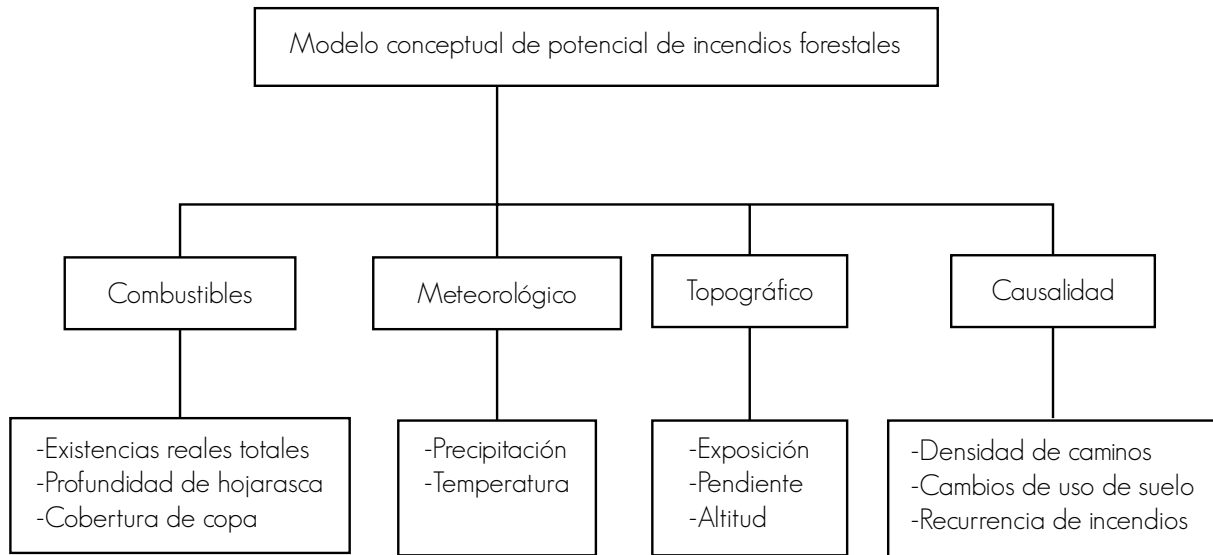 Modelo conceptual de potencial de incendios forestales
Combustibles
Meteorológico
Topográfico
Causalidad
-Existencias reales totales
-Profundidad de hojarasca
-Cobertura de copa
-Precipitación
-Temperatura
-Exposición
-Pendiente
-Altitud
-Densidad de caminos
-Cambios de uso de suelo
-Recurrencia de incendios